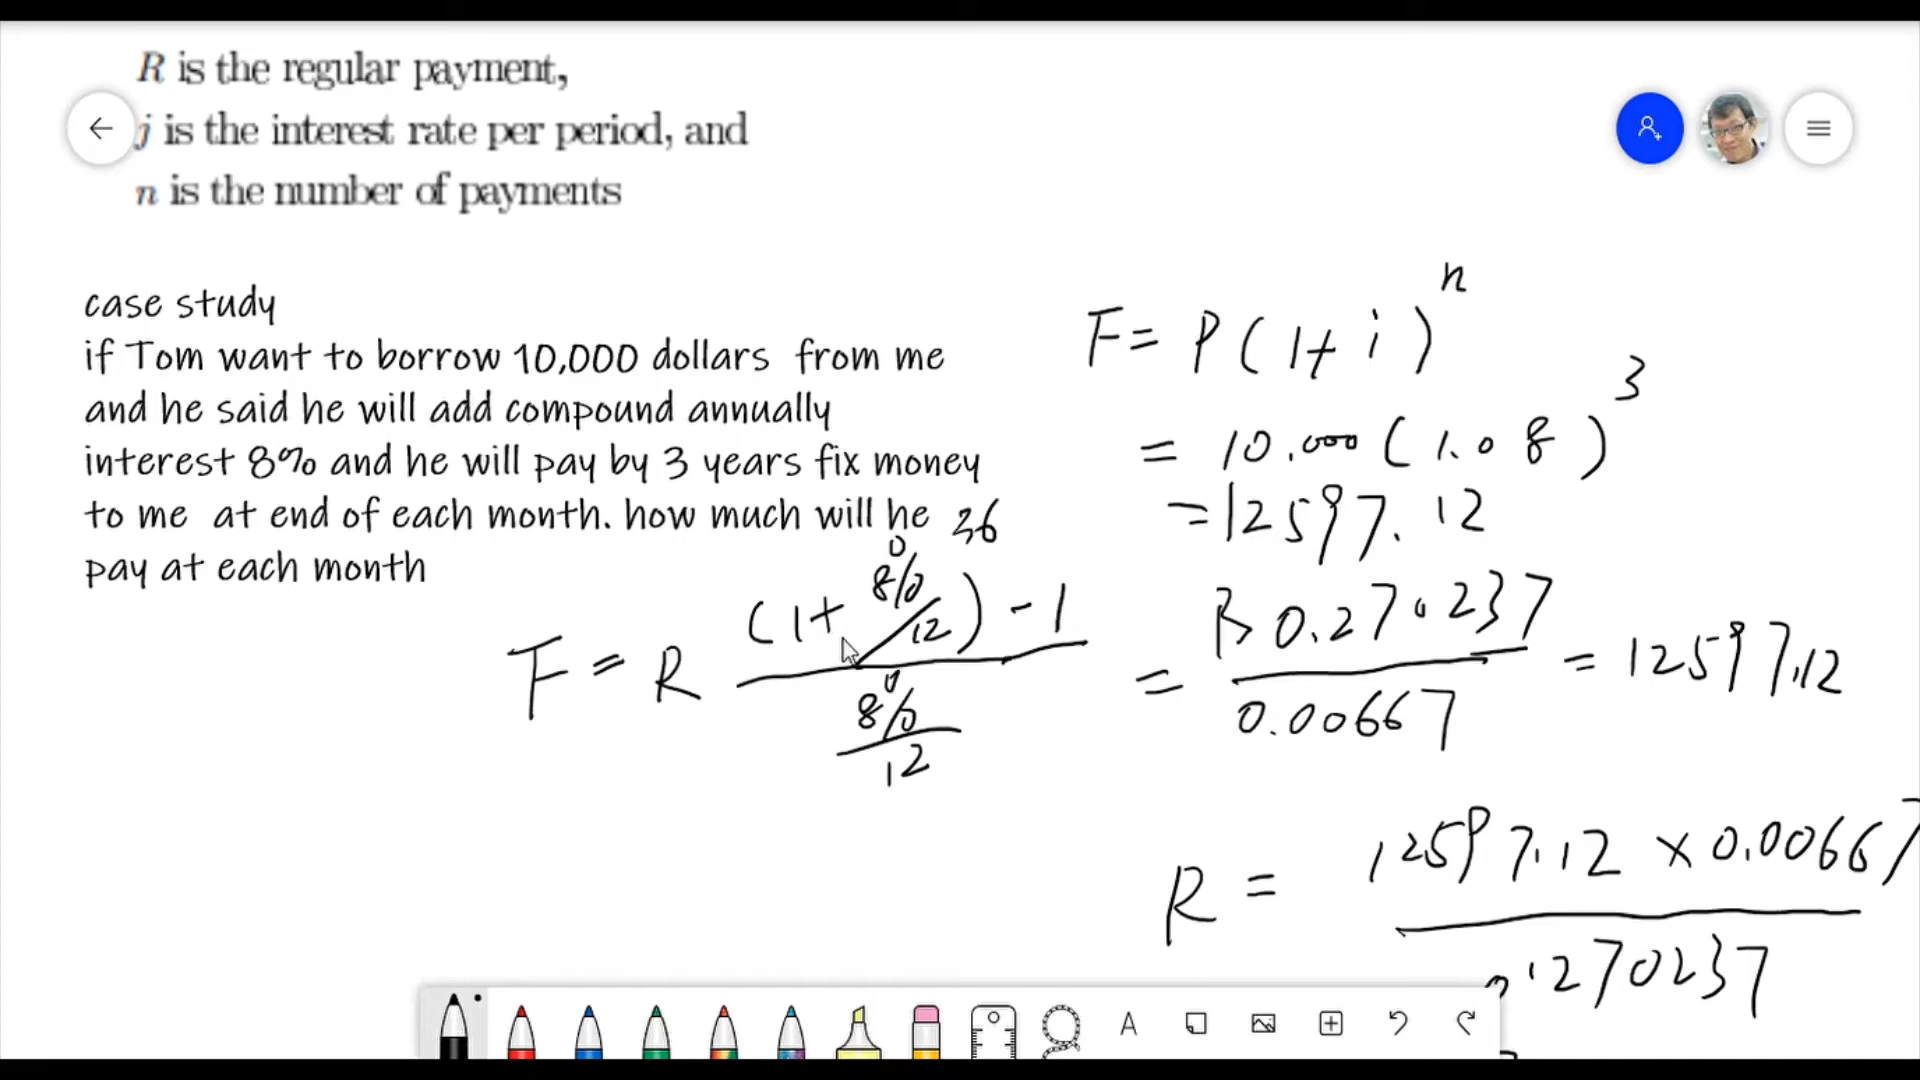 R is the regular payment,
j is the interest rate per period, and
n is the number of payments
case study
if Tom want to borrow 10,000 dollars from me
and he said he will add compound annually
interest 8% and he will pay by 3 years fix money
to me at end of each month. how much will he
pay at each month
F = P(1+i)^n
= 10.000(1.08)^3
=12597.12
F = R ((1+8%/12)^36 - 1) / (8%/12) = R 0.270237 / 0.00667 = 12597.12
R = 12597.12 × 0.00667 / 0.270237
A